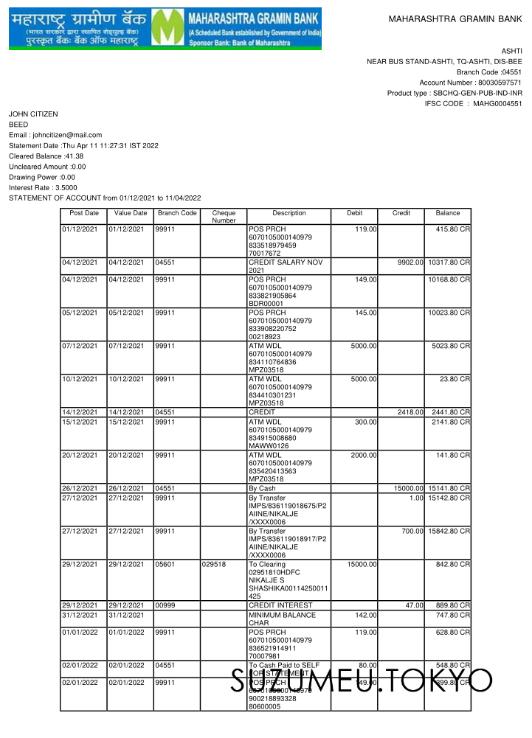 महाराष्ट्र ग्रामीण बैंक
(भारत सरकार द्वारा स्थापित शेड्यूल्ड बैंक)
पुरस्कृत बैंक: बैंक ऑफ महाराष्ट्र
MAHARASHTRA GRAMIN BANK
(A Scheduled Bank established by Government of India)
Sponsor Bank: Bank of Maharashtra
MAHARASHTRA GRAMIN BANK
ASHTI
NEAR BUS STAND-ASHTI, TQ-ASHTI, DIS-BEE
Branch Code :04551
Account Number : 80030597571
Product type : SBCHQ-GEN-PUB-IND-INR
IFSC CODE : MAHG0004551
JOHN CITIZEN
BEED
Email : johncitizen@mail.com
Statement Date :Thu Apr 11 11:27:31 IST 2022
Cleared Balance :41.38
Uncleared Amount :0.00
Drawing Power :0.00
Interest Rate : 3.5000
STATEMENT OF ACCOUNT from 01/12/2021 to 11/04/2022
Post Date Value Date Branch Code Cheque Description Debit Credit Balance
Number
01/12/2021 01/12/2021 99911 POS PRCH 119.00 415.80 CR
6070105000140979
833518979459
70017672
04/12/2021 04/12/2021 04551 CREDIT SALARY NOV 9902.00 10317.80 CR
2021
04/12/2021 04/12/2021 99911 POS PRCH 149.00 10168.80 CR
6070105000140979
833821905864
BDR00001
05/12/2021 05/12/2021 99911 POS PRCH 145.00 10023.80 CR
6070105000140979
833908220752
00218923
07/12/2021 07/12/2021 99911 ATM WDL 5000.00 5023.80 CR
6070105000140979
834110764836
MPZ03518
10/12/2021 10/12/2021 99911 ATM WDL 5000.00 23.80 CR
6070105000140979
834410301231
MPZ03518
14/12/2021 14/12/2021 04551 CREDIT 2418.00 2441.80 CR
15/12/2021 15/12/2021 99911 ATM WDL 300.00 2141.80 CR
6070105000140979
834915008680
MAWW0126
20/12/2021 20/12/2021 99911 ATM WDL 2000.00 141.80 CR
6070105000140979
835420413563
MPZ03518
26/12/2021 26/12/2021 04551 By Cash 15000.00 15141.80 CR
27/12/2021 27/12/2021 99911 By Transfer 1.00 15142.80 CR
IMPS/836119018675/P2
AIINE/NIKALJE
/XXXX0006
27/12/2021 27/12/2021 99911 By Transfer 700.00 15842.80 CR
IMPS/836119018917/P2
AIINE/NIKALJE
/XXXX0006
29/12/2021 29/12/2021 05601 029518 To Clearing 15000.00 842.80 CR
02951810HDFC
NIKALJE S
SHASHIKA00114250011
425
29/12/2021 29/12/2021 00999 CREDIT INTEREST 47.00 889.80 CR
31/12/2021 31/12/2021 MINIMUM BALANCE 142.00 747.80 CR
CHAR
01/01/2022 01/01/2022 99911 POS PRCH 119.00 628.80 CR
6070105000140979
836521914911
70007981
02/01/2022 02/01/2022 04551 To Cash Paid to SELF 80.00 548.80 CR
FOR STATEMENT
02/01/2022 02/01/2022 99911 POS PRCH 149.00 399.80 CR
6070105000140979
900218893328
80600005
SUZUMEU.TOKYO